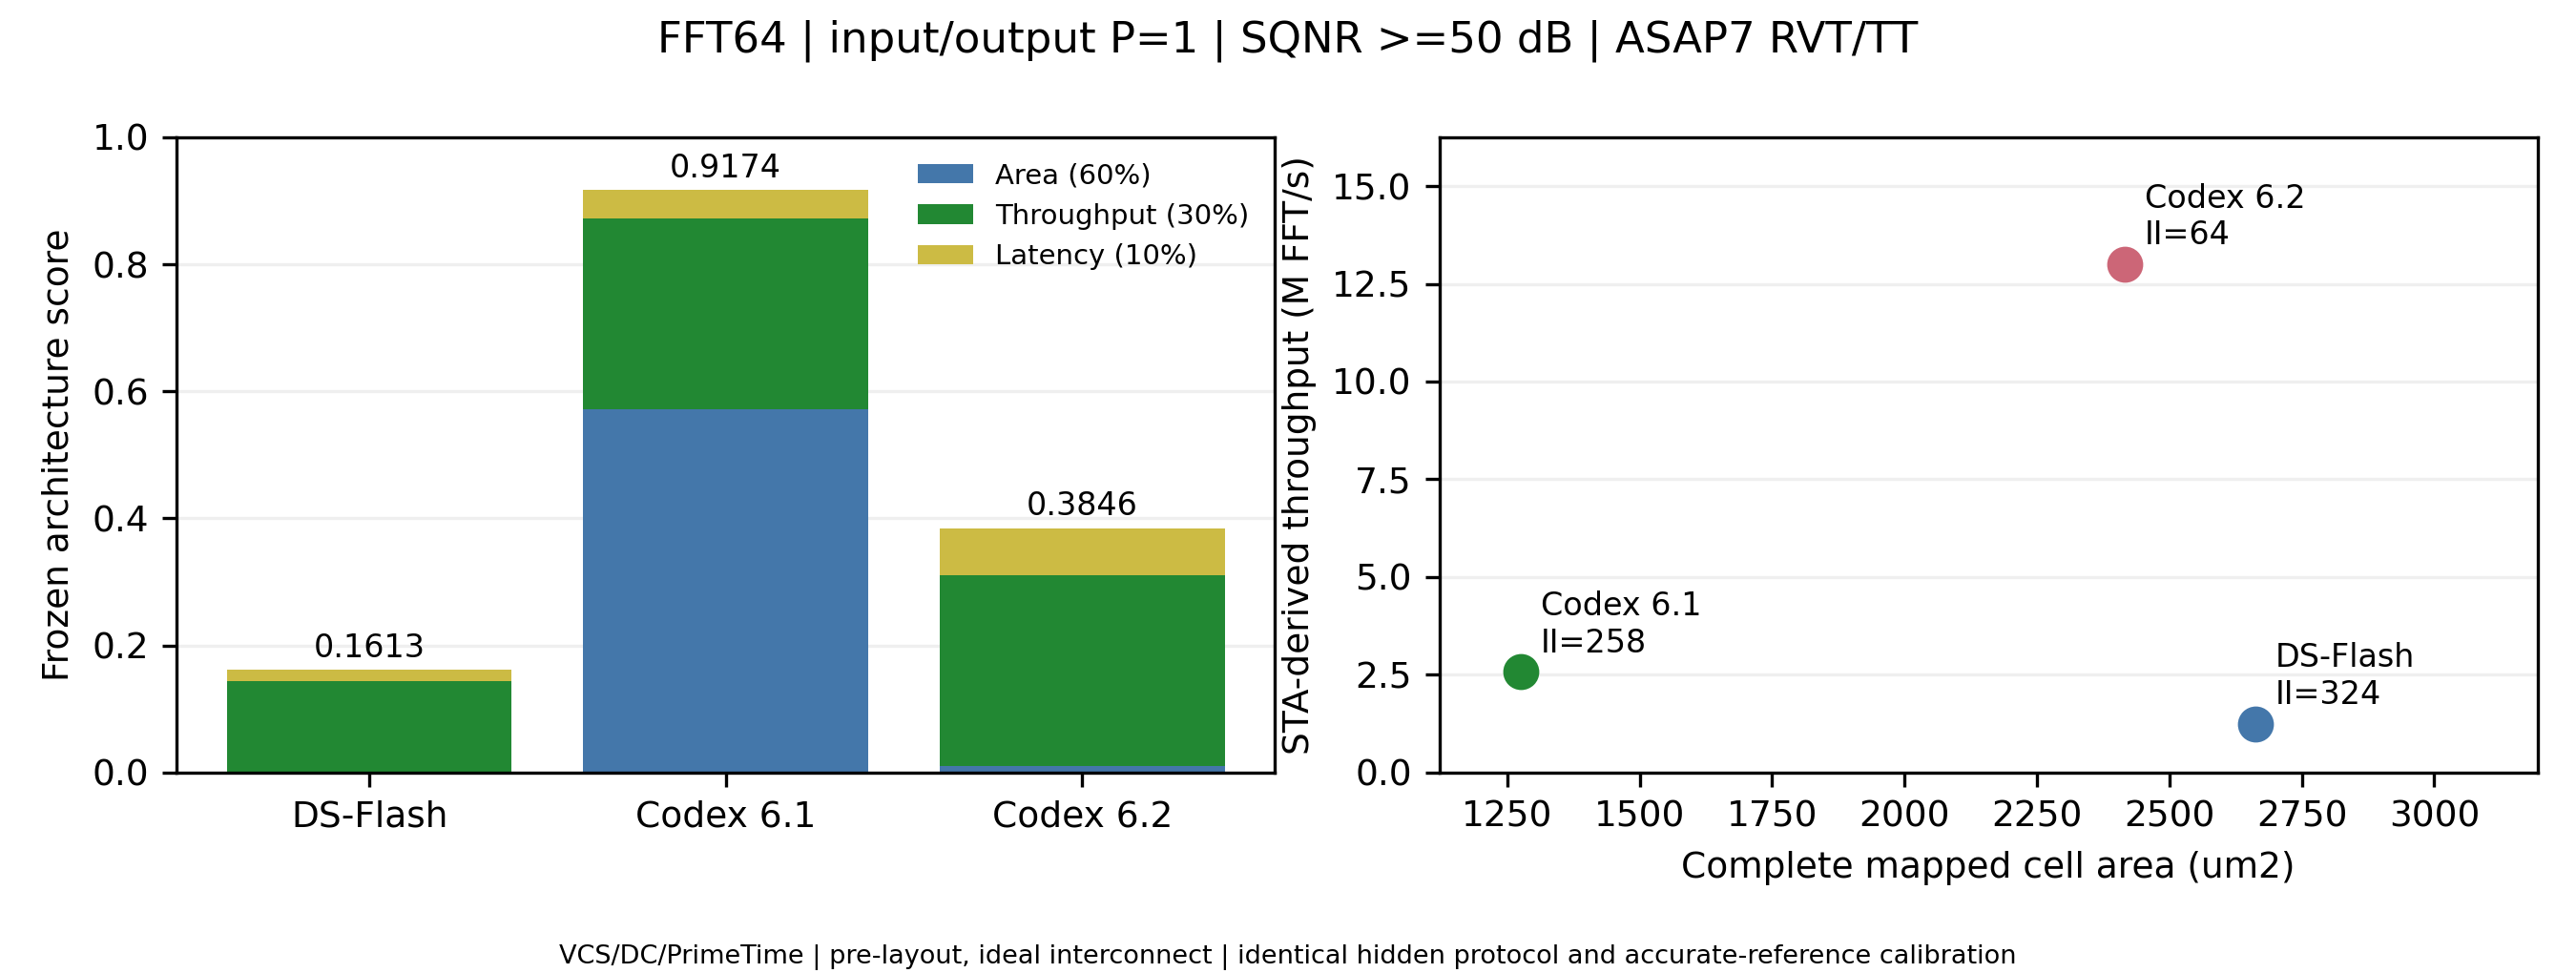 FFT64 | input/output P=1 | SQNR >=50 dB | ASAP7 RVT/TT
Frozen architecture score
1.0
0.8
0.6
0.4
0.2
0.0
0.1613
0.9174
0.3846
Area (60%)
Throughput (30%)
Latency (10%)
DS-Flash
Codex 6.1
Codex 6.2
STA-derived throughput (M FFT/s)
15.0
12.5
10.0
7.5
5.0
2.5
0.0
Codex 6.2
II=64
Codex 6.1
II=258
DS-Flash
II=324
1250
1500
1750
2000
2250
2500
2750
3000
Complete mapped cell area (um2)
VCS/DC/PrimeTime | pre-layout, ideal interconnect | identical hidden protocol and accurate-reference calibration